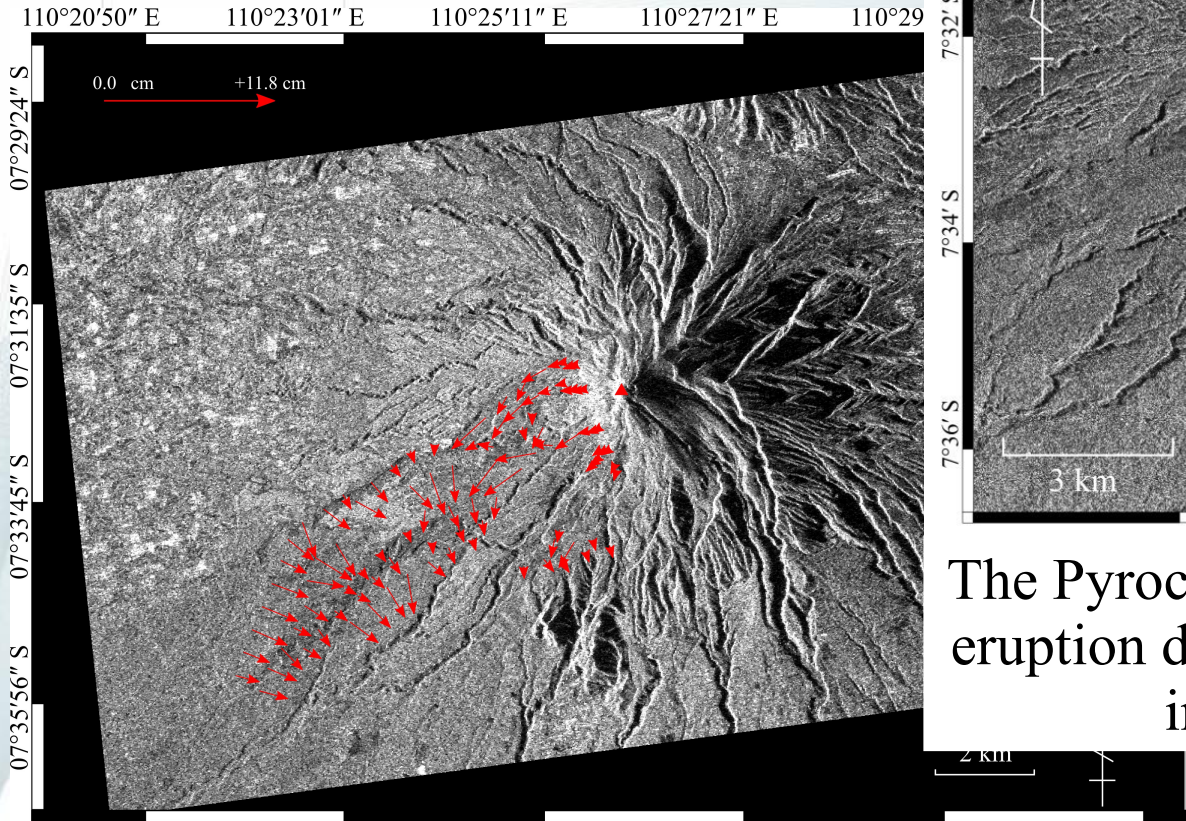 110°20′50″ E 110°23′01″ E 110°25′11″ E 110°27′21″ E 110°29
0.0 cm +11.8 cm
07°29′24″ S
07°31′35″ S
07°33′45″ S
07°35′56″ S
7°32′ S
7°34′ S
7°36′ S
3 km
The Pyroc
eruption d
in
2 km